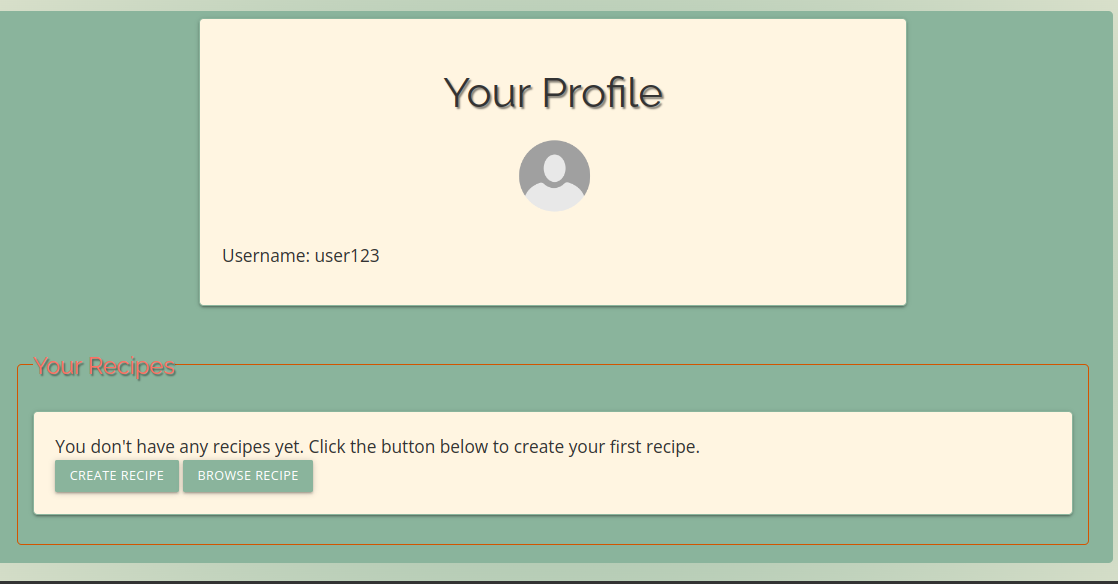 Your Profile
Username: user123
Your Recipes
You don't have any recipes yet. Click the button below to create your first recipe.
CREATE RECIPE BROWSE RECIPE